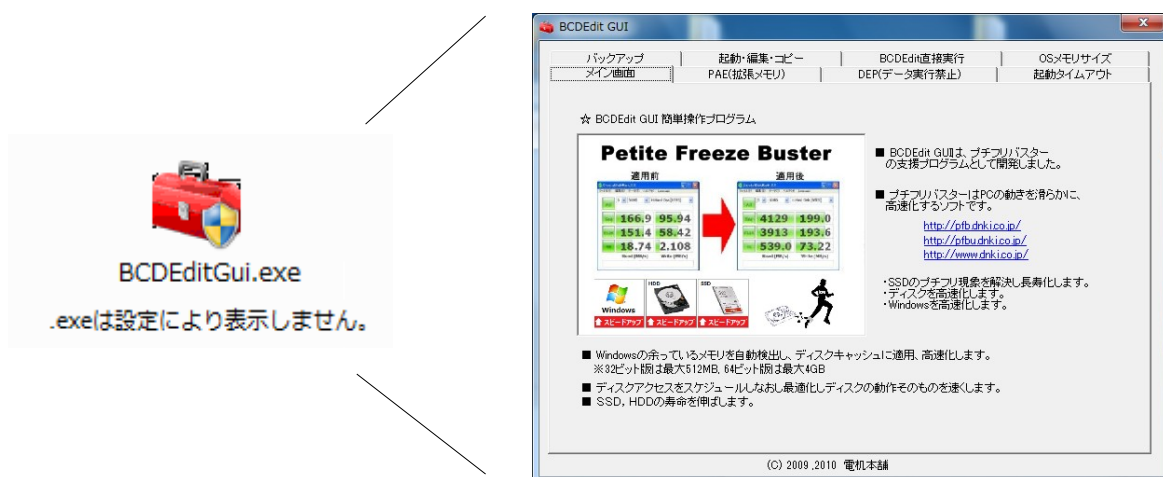 BCDEditGui.exe
.exeは設定により表示しません。
BCDEdit GUI
バックアップ
起動・編集・コピー
BCDEdit直接実行
OSメモリサイズ
メイン画面
PAE(拡張メモリ)
DEP(データ実行禁止)
起動タイムアウト
☆ BCDEdit GUI 簡単操作プログラム
Petite Freeze Buster
適用前
適用後
166.9 95.94
151.4 58.42
18.74 2.108
4129 199.0
3913 193.6
539.0 73.22
Windows
HDD
SSD
スピードアップ
スピードアップ
スピードアップ
■ BCDEdit GUIは、プチフリバスター
の支援プログラムとして開発しました。
■ プチフリバスターはPCの動きを滑らかに、
高速化するソフトです。
http://pfb.dnki.co.jp/
http://pfbu.dnki.co.jp/
http://www.dnki.co.jp/
・SSDのプチフリ現象を解決し長寿化します。
・ディスクを高速化します。
・Windowsを高速化します。
■ Windowsの余っているメモリを自動検出し、ディスクキャッシュに適用、高速化します。
※32ビット版は最大512MB, 64ビット版は最大4GB
■ ディスクアクセスをスケジュールしなおし最適化しディスクの動作そのものを速くします。
■ SSD, HDDの寿命を伸ばします。
(C) 2009 ,2010 電机本舗